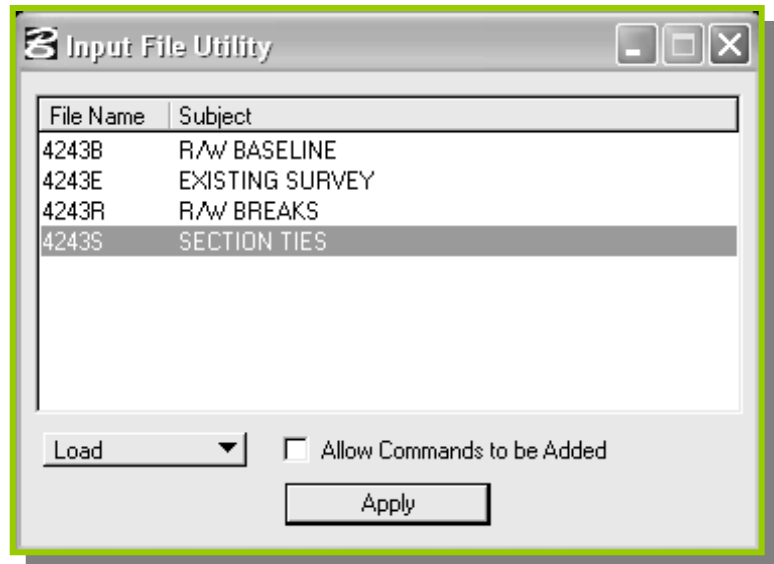 Input File Utility
File Name Subject
4243B R/W BASELINE
4243E EXISTING SURVEY
4243R R/W BREAKS
4243S SECTION TIES
Load Allow Commands to be Added
Apply